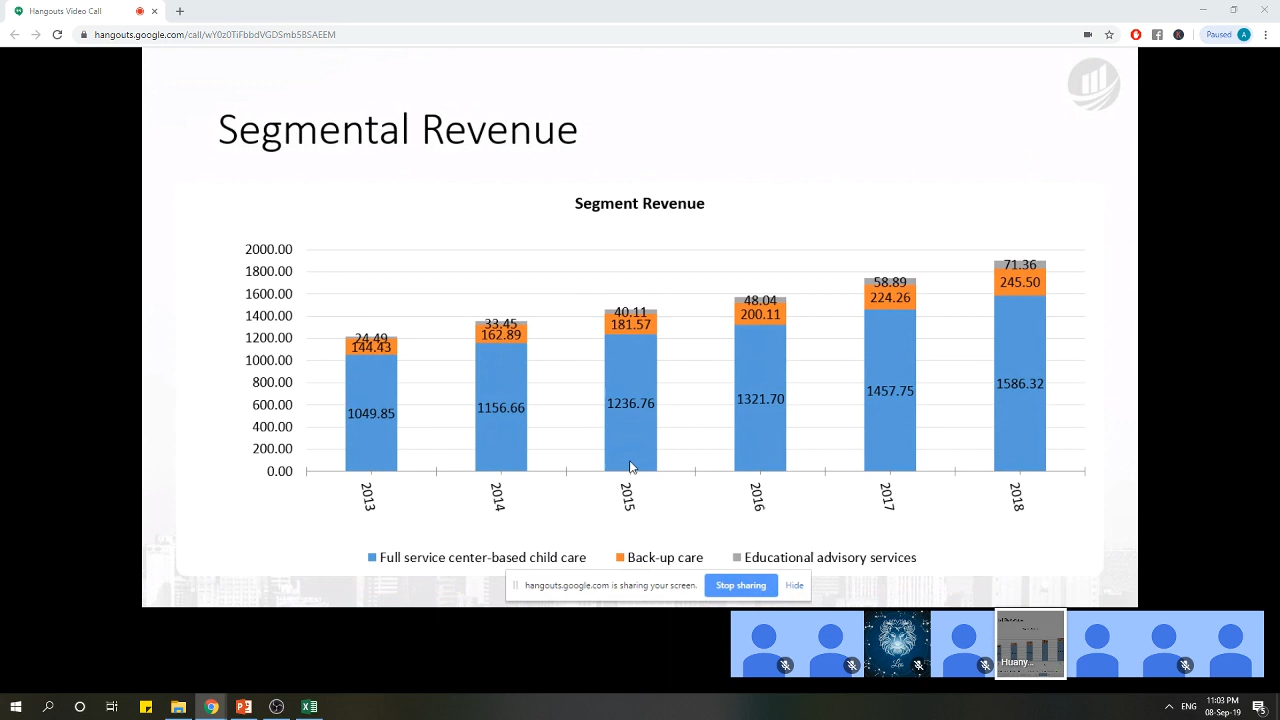 Hangouts Video Call
hangouts.google.com/call/wY0z0TiFbbdVGDSmb5BSAEEM
Paused
A
Segmental Revenue
Segment Revenue
2000.00
1800.00
1600.00
1400.00
1200.00
1000.00
800.00
600.00
400.00
200.00
0.00
24.49
144.43
1049.85
33.45
162.89
1156.66
40.11
181.57
1236.76
48.04
200.11
1321.70
58.89
224.26
1457.75
71.36
245.50
1586.32
2013
2014
2015
2016
2017
2018
Full service center-based child care
Back-up care
Educational advisory services
hangouts.google.com is sharing your screen.
Stop sharing
Hide
Leo
Huany...
ENG
11:03 PM
08-Sep-19